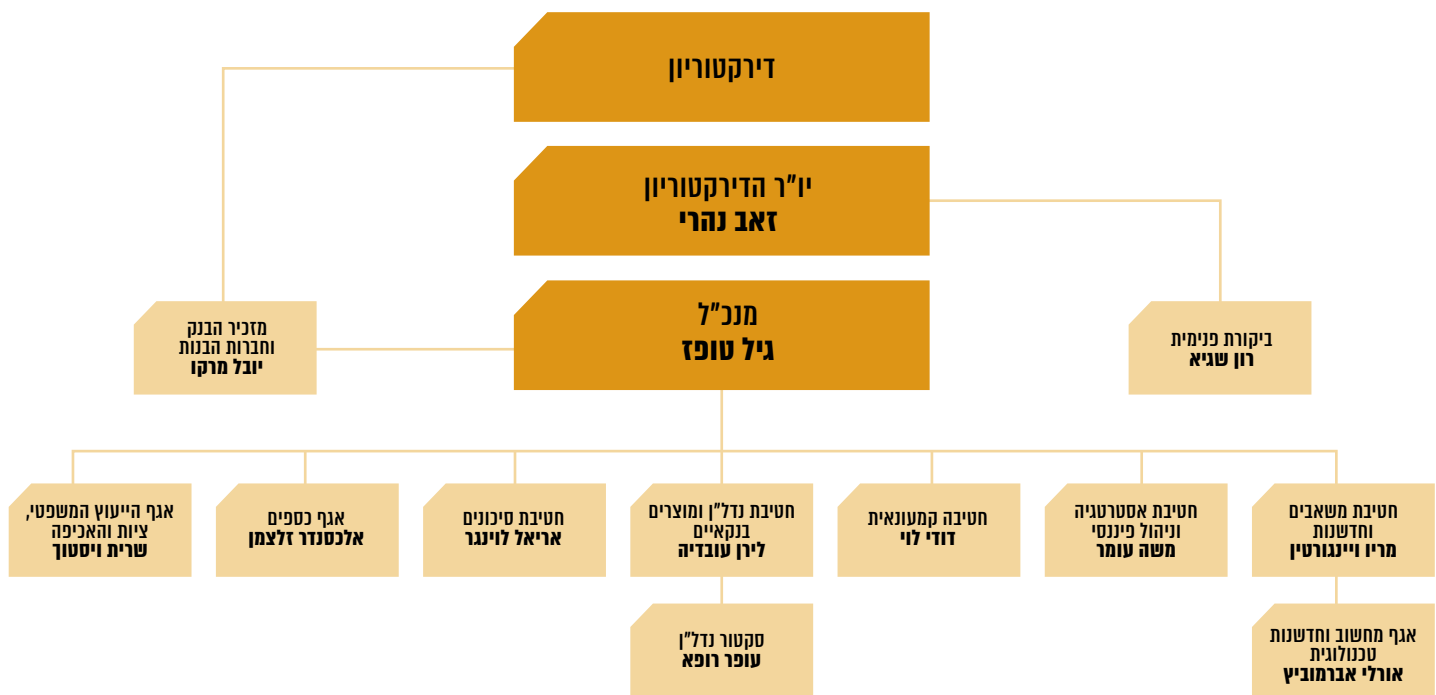 דירקטוריון
יו"ר הדירקטוריון
זאב נהרי
מנכ"ל
גיל טופז
ביקורת פנימית
רון שגיא
מזכיר הבנק
וחברות הבנות
יובל מרקו
חטיבת משאבים
וחדשנות
מריו ויינגורטין
חטיבת אסטרטגיה
וניהול פיננסי
משה עומר
חטיבה קמעונאית
דודי לוי
חטיבת נדל"ן ומוצרים
בנקאיים
לירן עובדיה
חטיבת סיכונים
אריאל לוינגר
אגף כספים
אלכסנדר זלצמן
אגף הייעוץ המשפטי,
ציות והאכיפה
שרית ויסטוך
אגף מחשוב וחדשנות
טכנולוגית
אורלי אברמוביץ
סקטור נדל"ן
עופר רופא